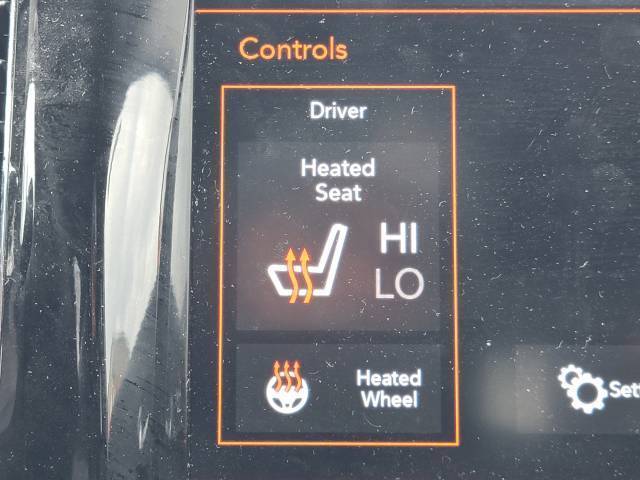 Controls
Driver
Heated
Seat
HI
LO
Heated
Wheel